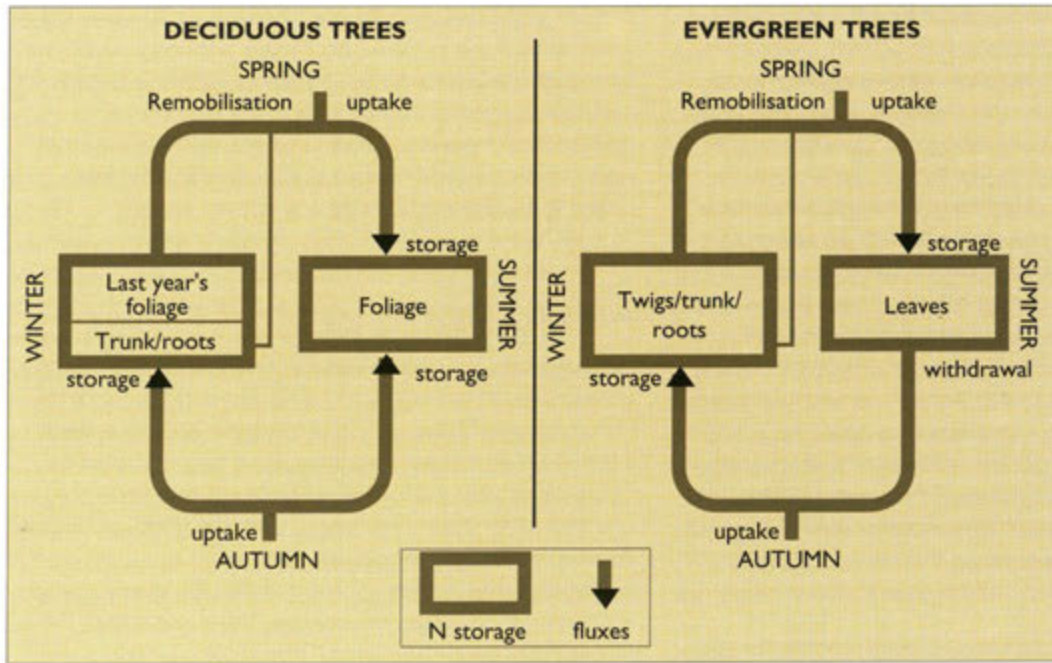 DECIDUOUS TREES
SPRING
Remobilisation uptake
storage
WINTER
Last year's
foliage
Trunk/roots
Foliage
SUMMER
storage
storage
uptake
AUTUMN
EVERGREEN TREES
SPRING
Remobilisation uptake
storage
WINTER
Twigs/trunk/
roots
Leaves
SUMMER
storage
withdrawal
uptake
AUTUMN
N storage fluxes